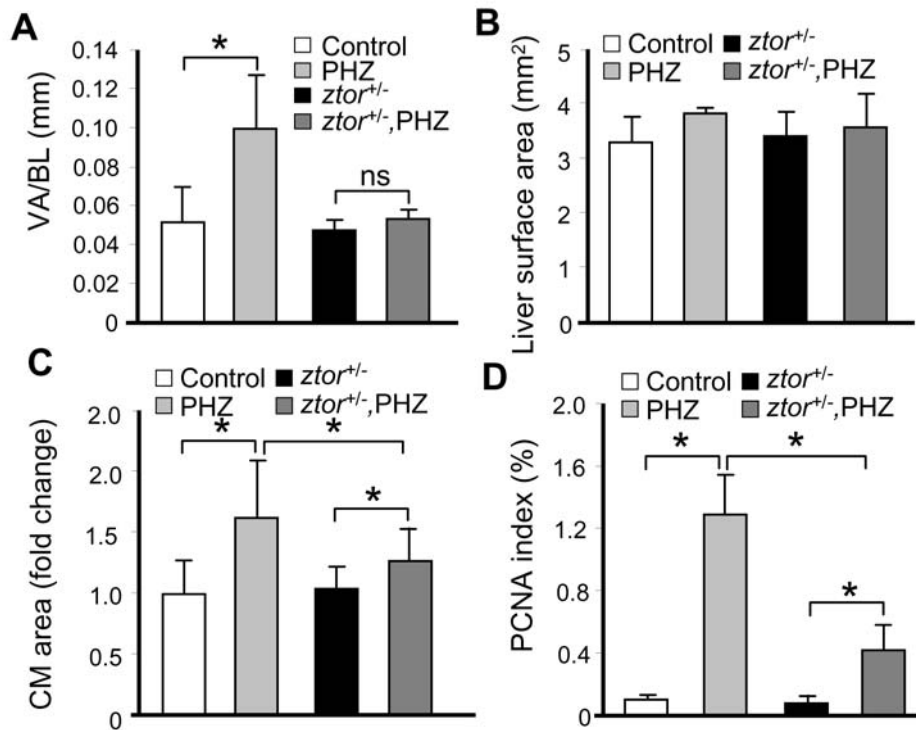 A
VA/BL (mm)
0.14
0.12
0.10
0.08
0.06
0.04
0.02
0
*
ns
Control
PHZ
ztor+/-
ztor+/-,PHZ
B
Liver surface area (mm²)
5
4
3
2
1
0
Control
PHZ
ztor+/-
ztor+/-,PHZ
C
CM area (fold change)
2.0
2.0
1.5
1.0
0.5
0
Control
PHZ
ztor+/-
ztor+/-,PHZ
*
*
*
D
PCNA index (%)
2.0
1.6
1.2
0.8
0.4
0
Control
PHZ
ztor+/-
ztor+/-,PHZ
*
*
*